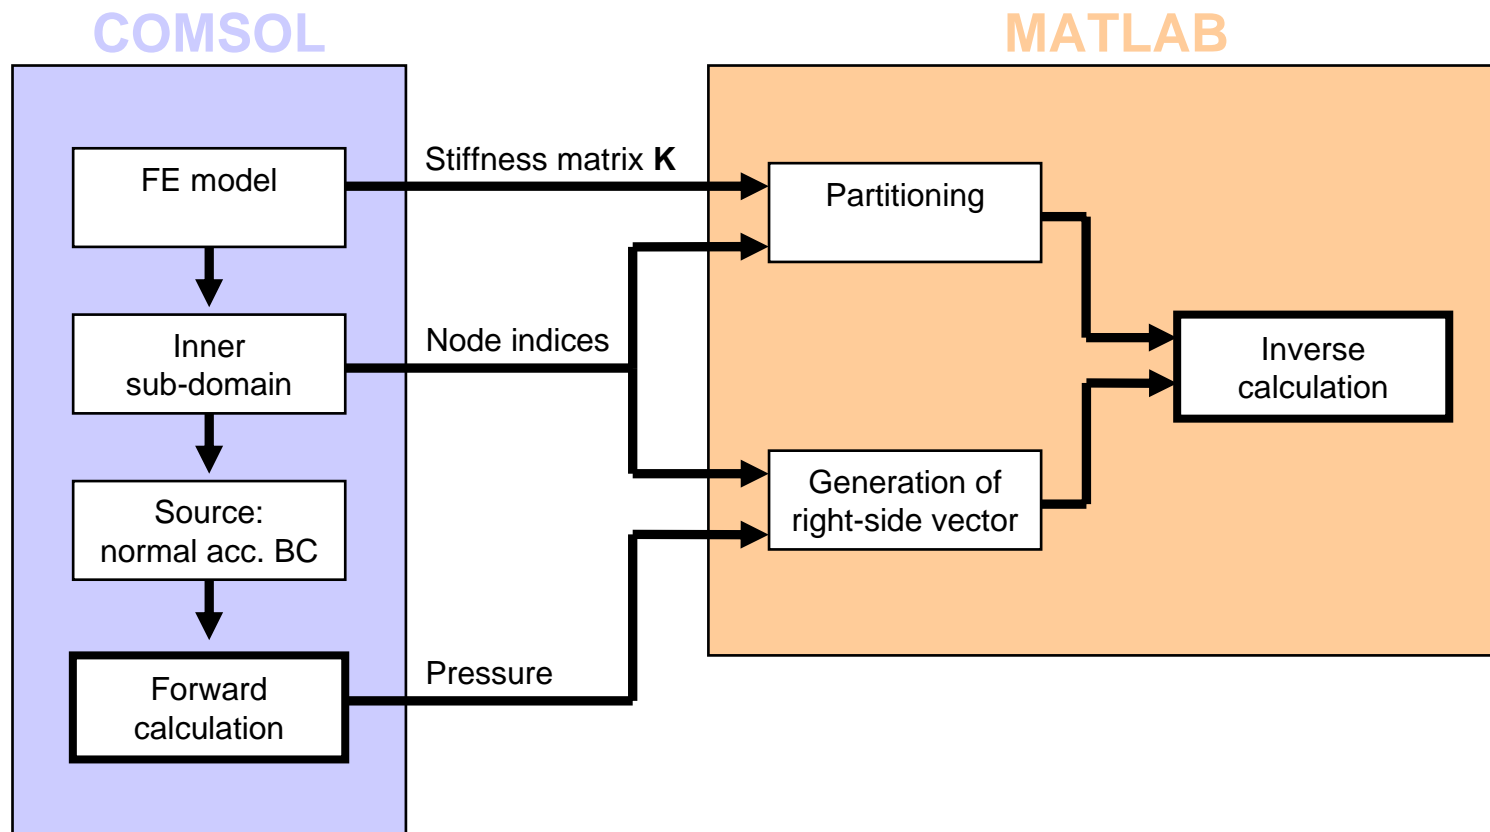 COMSOL
MATLAB
FE model
Stiffness matrix K
Partitioning
Inner
sub-domain
Node indices
Inverse
calculation
Source:
normal acc. BC
Generation of
right-side vector
Forward
calculation
Pressure